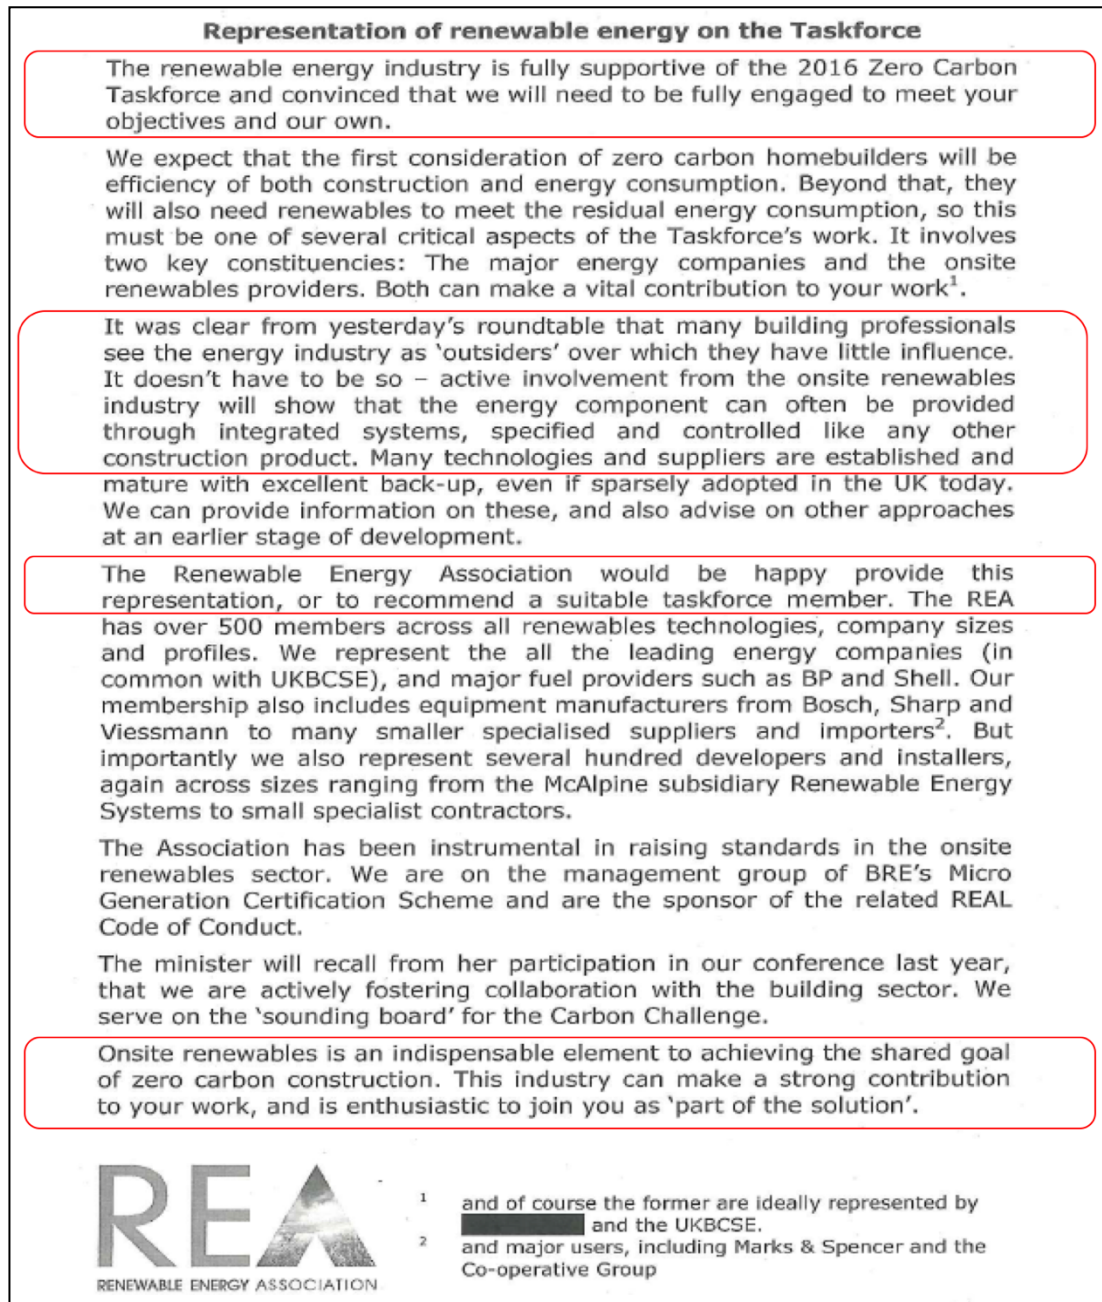 Representation of renewable energy on the Taskforce
The renewable energy industry is fully supportive of the 2016 Zero Carbon
Taskforce and convinced that we will need to be fully engaged to meet your
objectives and our own.
We expect that the first consideration of zero carbon homebuilders will be
efficiency of both construction and energy consumption. Beyond that, they
will also need renewables to meet the residual energy consumption, so this
must be one of several critical aspects of the Taskforce's work. It involves
two key constituencies: The major energy companies and the onsite
renewables providers. Both can make a vital contribution to your work¹.
It was clear from yesterday's roundtable that many building professionals
see the energy industry as 'outsiders' over which they have little influence.
It doesn't have to be so – active involvement from the onsite renewables
industry will show that the energy component can often be provided
through integrated systems, specified and controlled like any other
construction product. Many technologies and suppliers are established and
mature with excellent back-up, even if sparsely adopted in the UK today.
We can provide information on these, and also advise on other approaches
at an earlier stage of development.
The Renewable Energy Association would be happy provide this
representation, or to recommend a suitable taskforce member. The REA
has over 500 members across all renewables technologies, company sizes
and profiles. We represent the all the leading energy companies (in
common with UKBCSE), and major fuel providers such as BP and Shell. Our
membership also includes equipment manufacturers from Bosch, Sharp and
Viessmann to many smaller specialised suppliers and importers². But
importantly we also represent several hundred developers and installers,
again across sizes ranging from the McAlpine subsidiary Renewable Energy
Systems to small specialist contractors.
The Association has been instrumental in raising standards in the onsite
renewables sector. We are on the management group of BRE's Micro
Generation Certification Scheme and are the sponsor of the related REAL
Code of Conduct.
The minister will recall from her participation in our conference last year,
that we are actively fostering collaboration with the building sector. We
serve on the 'sounding board' for the Carbon Challenge.
Onsite renewables is an indispensable element to achieving the shared goal
of zero carbon construction. This industry can make a strong contribution
to your work, and is enthusiastic to join you as 'part of the solution'.
REA
RENEWABLE ENERGY ASSOCIATION
¹ and of course the former are ideally represented by
and the UKBCSE.
² and major users, including Marks & Spencer and the
Co-operative Group